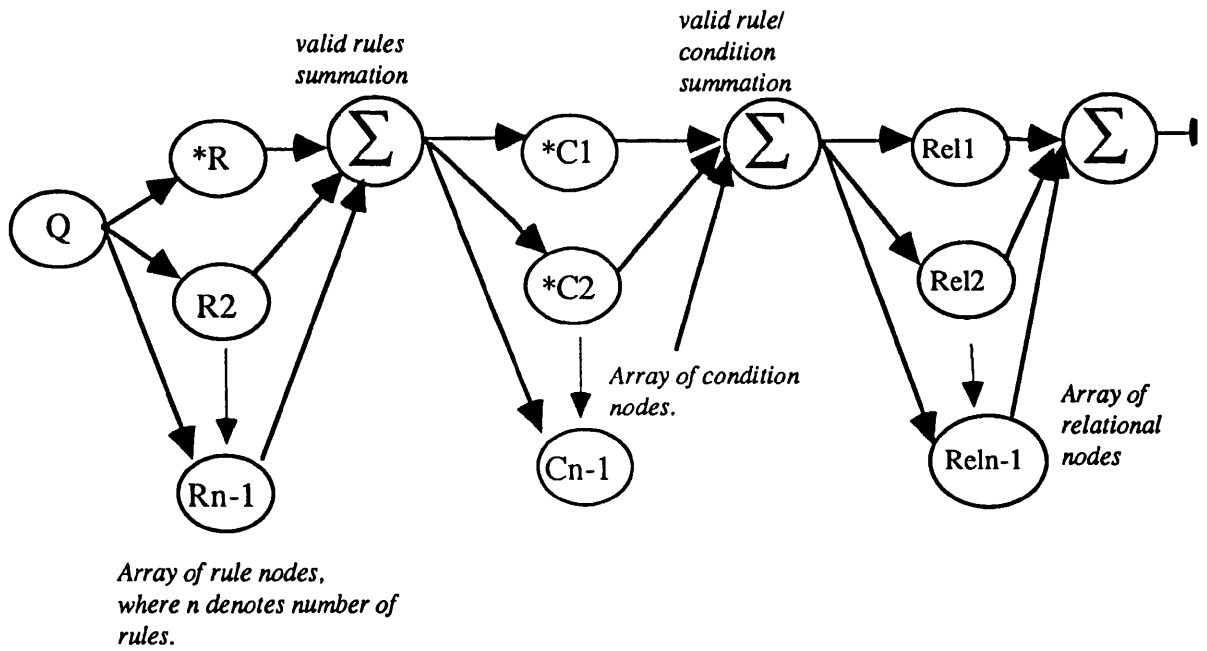 valid rules
summation
valid rule/
condition
summation
Q
*R
R2
Rn-1
Σ
*C1
*C2
Cn-1
Σ
Rel1
Rel2
Reln-1
Σ
Array of condition
nodes.
Array of
relational
nodes
Array of rule nodes,
where n denotes number of
rules.